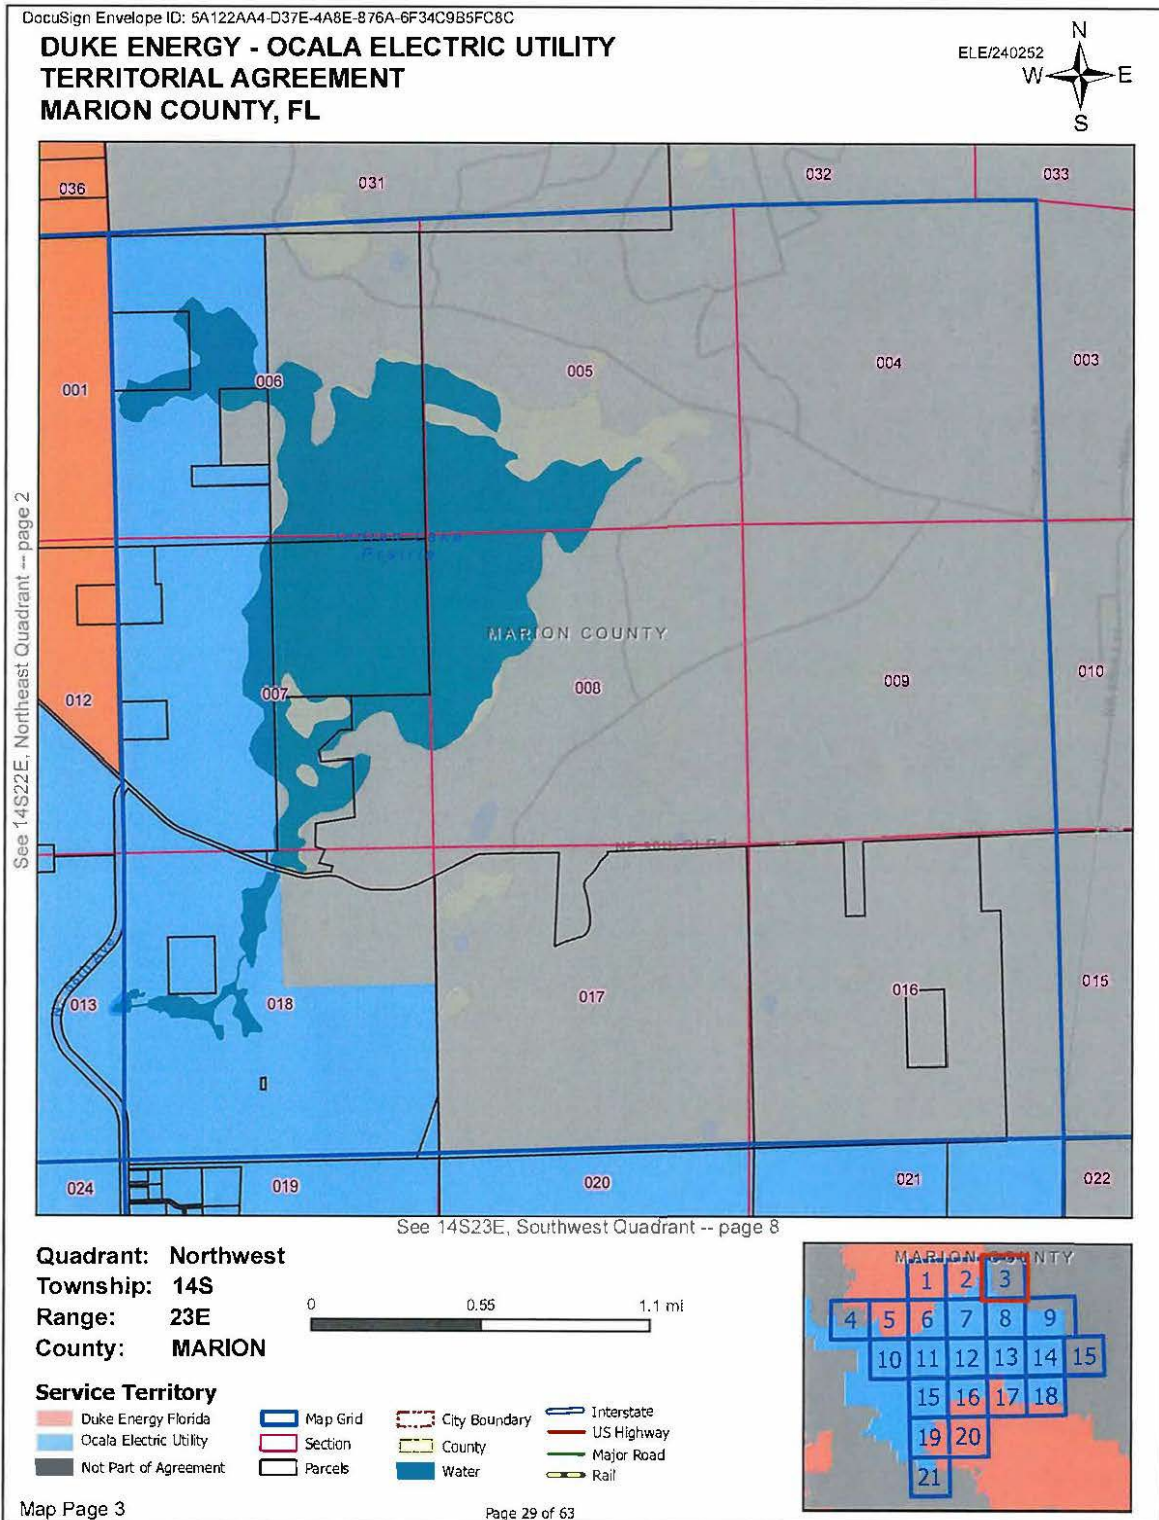 DocuSign Envelope ID: 5A122AA4-D37E-4A8E-876A-6F34C9B5FC8C
DUKE ENERGY - OCALA ELECTRIC UTILITY
TERRITORIAL AGREEMENT
MARION COUNTY, FL
ELE/240252
N
W E
S
036 031 032 033
001 006 005 004 003
Prairie
MARION COUNTY
012 007 008 009 010
013 018 017 016 015
024 019 020 021 022
See 14S22E, Northeast Quadrant -- page 2
See 14S23E, Southwest Quadrant -- page 8
Quadrant: Northwest
Township: 14S
Range: 23E
County: MARION
0 0.55 1.1 mi
MARION COUNTY
1 2 3
4 5 6 7 8 9
10 11 12 13 14 15
15 16 17 18
19 20
21
Service Territory
Duke Energy Florida
Ocala Electric Utility
Not Part of Agreement
Map Grid
Section
Parcels
City Boundary
County
Water
Interstate
US Highway
Major Road
Rail
Map Page 3
Page 29 of 63